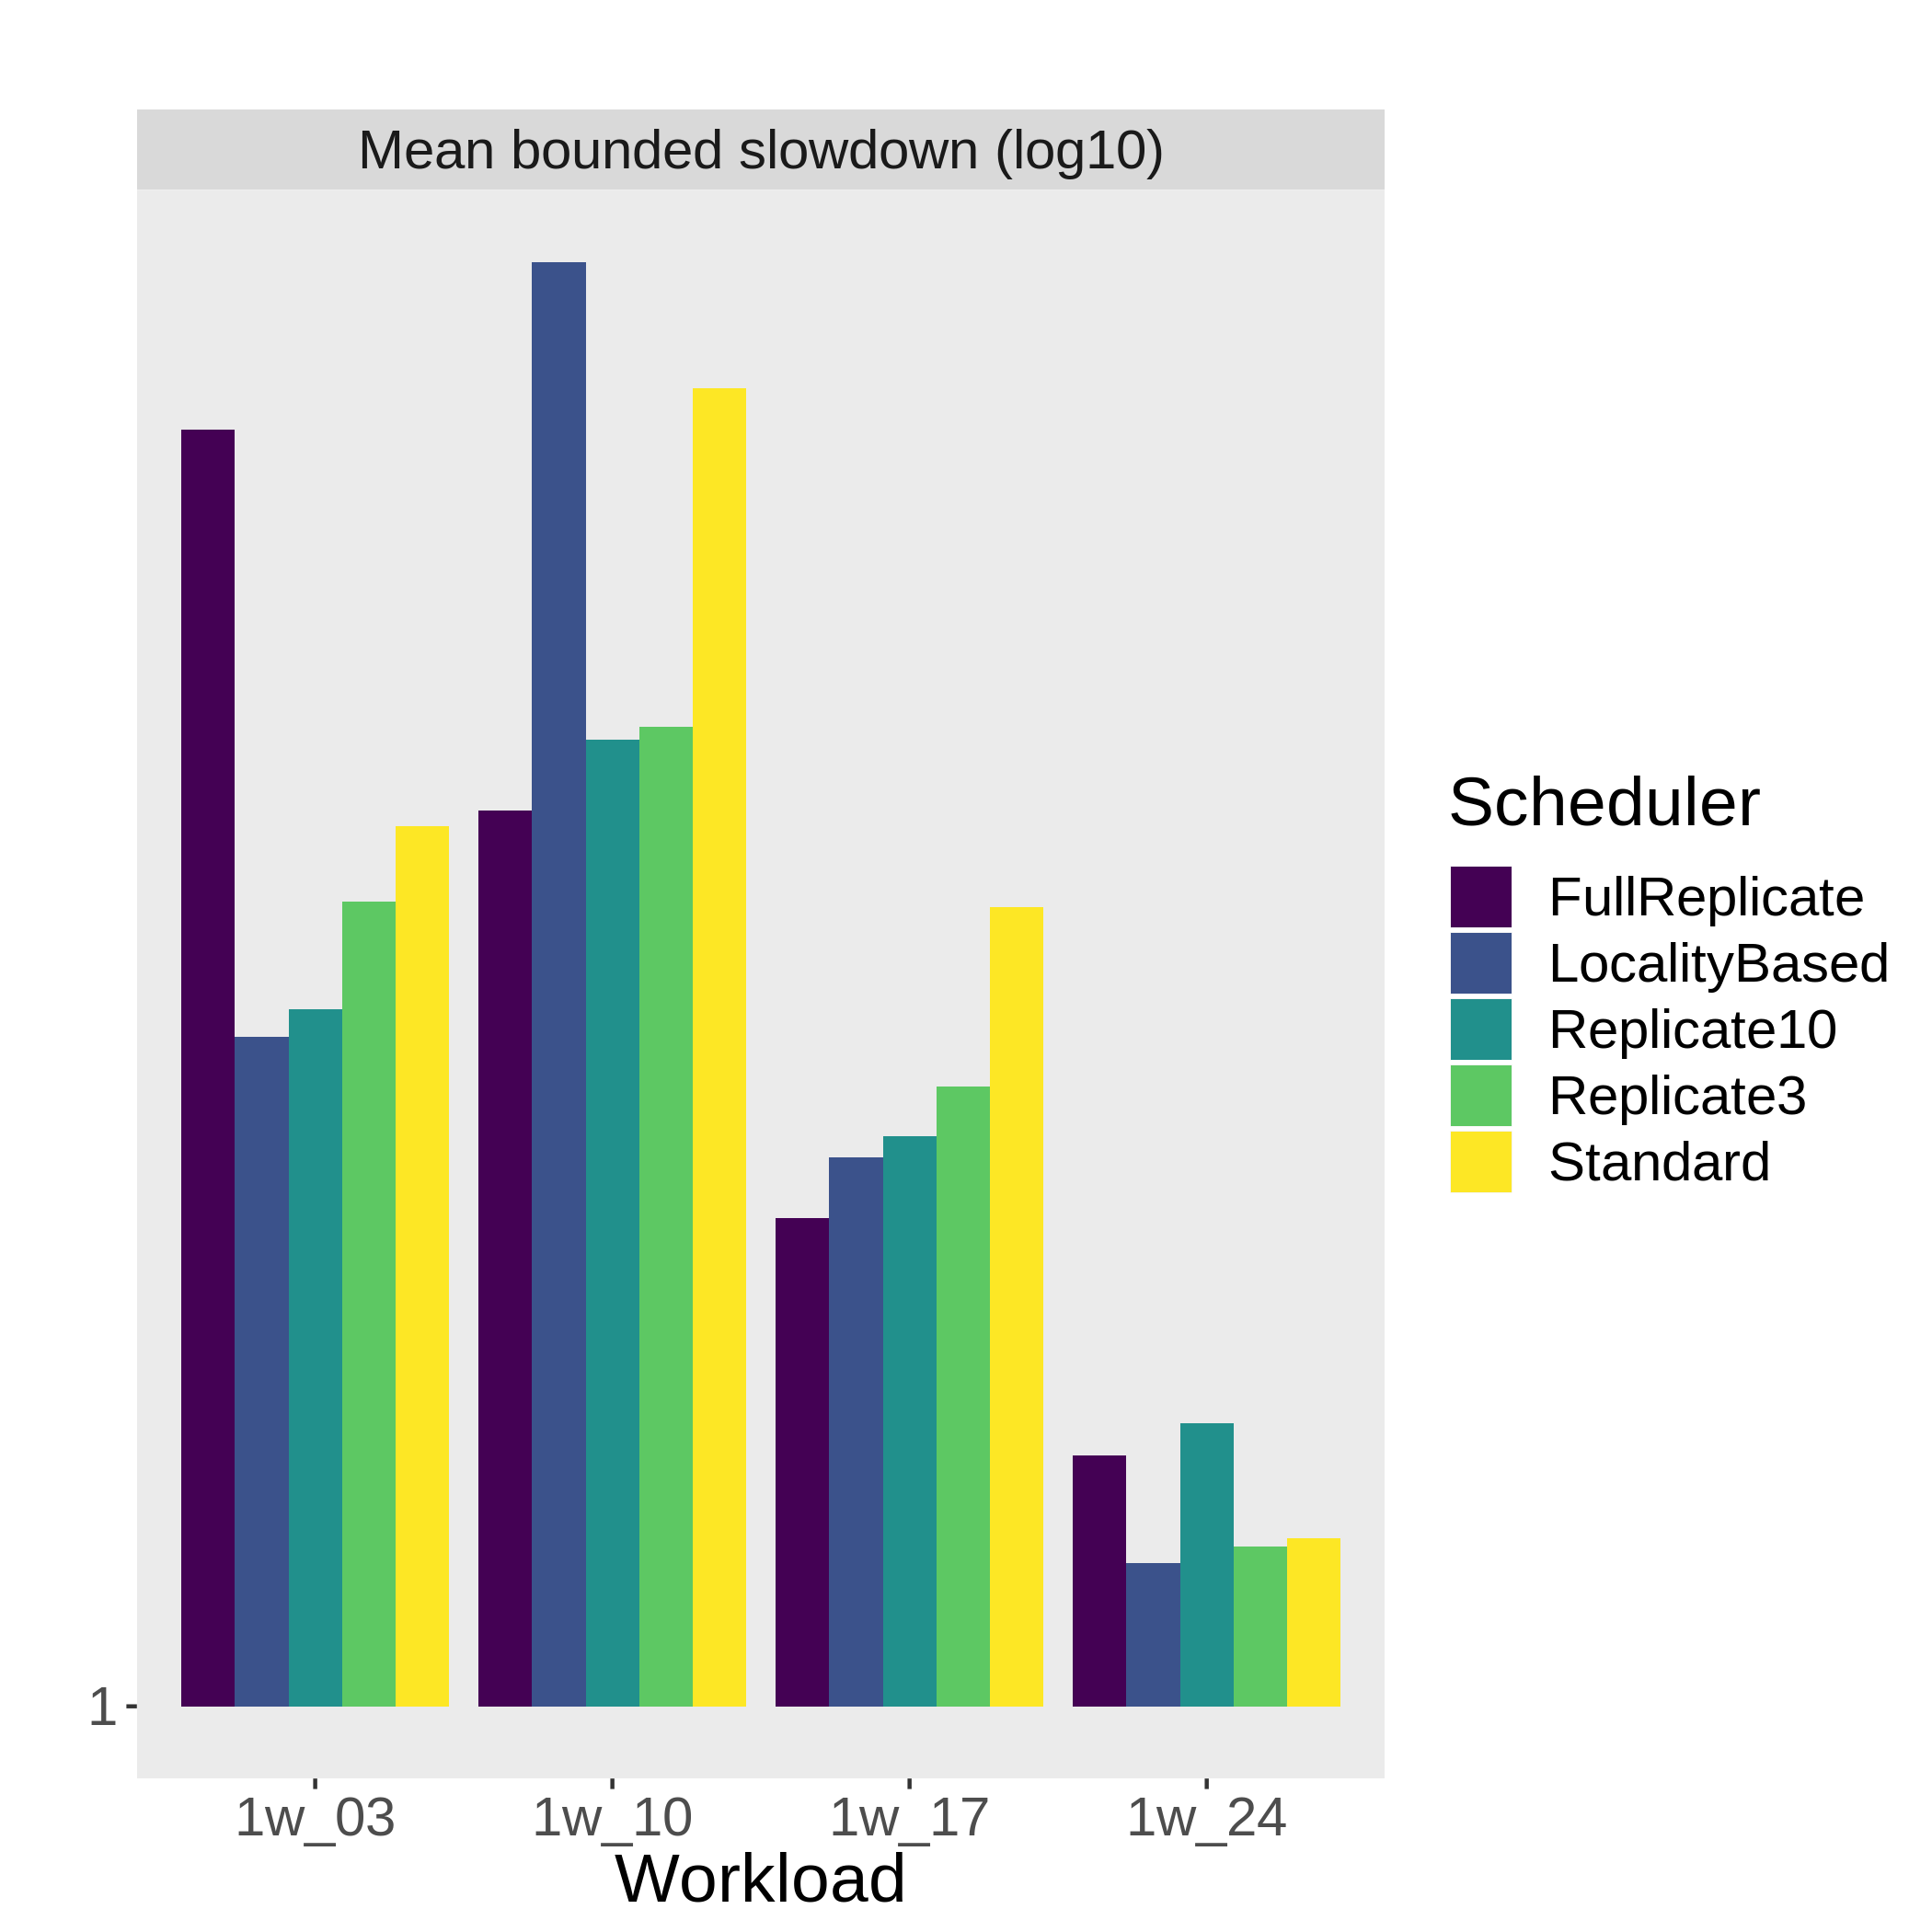 Mean bounded slowdown (log10)
1
1w_03 1w_10 1w_17 1w_24
Workload
Scheduler
FullReplicate
LocalityBased
Replicate10
Replicate3
Standard